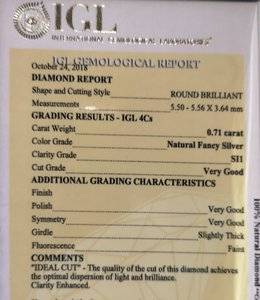 IGL
INTERNATIONAL GEMOLOGICAL LABORATORIES
IGL GEMOLOGICAL REPORT
October 24, 2018
DIAMOND REPORT
Shape and Cutting Style ROUND BRILLIANT
Measurements 5.50 - 5.56 X 3.64 mm
GRADING RESULTS - IGL 4Cs
Carat Weight 0.71 carat
Color Grade Natural Fancy Silver
Clarity Grade SI1
Cut Grade Very Good
ADDITIONAL GRADING CHARACTERISTICS
Finish
Polish Very Good
Symmetry Very Good
Girdle Slightly Thick
Fluorescence Faint
COMMENTS
"IDEAL CUT" - The quality of the cut of this diamond achieves
the optimal dispersion of light and brilliance.
Clarity Enhanced.
100% Natural Diamond